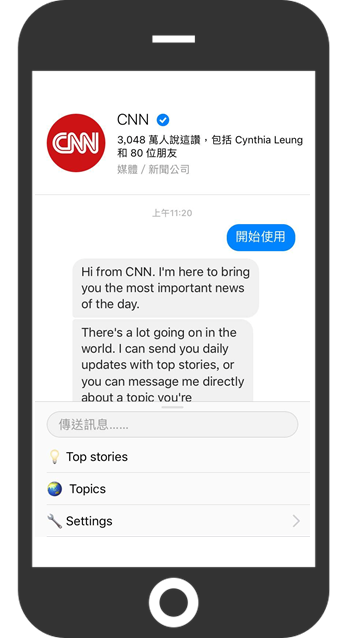 CNN
CNN
3,048 萬人說這讚，包括 Cynthia Leung
和 80 位朋友
媒體 / 新聞公司
上午11:20
開始使用
Hi from CNN. I'm here to bring
you the most important news
of the day.
There's a lot going on in the
world. I can send you daily
updates with top stories, or
you can message me directly
about a topic you're
傳送訊息......
Top stories
Topics
Settings